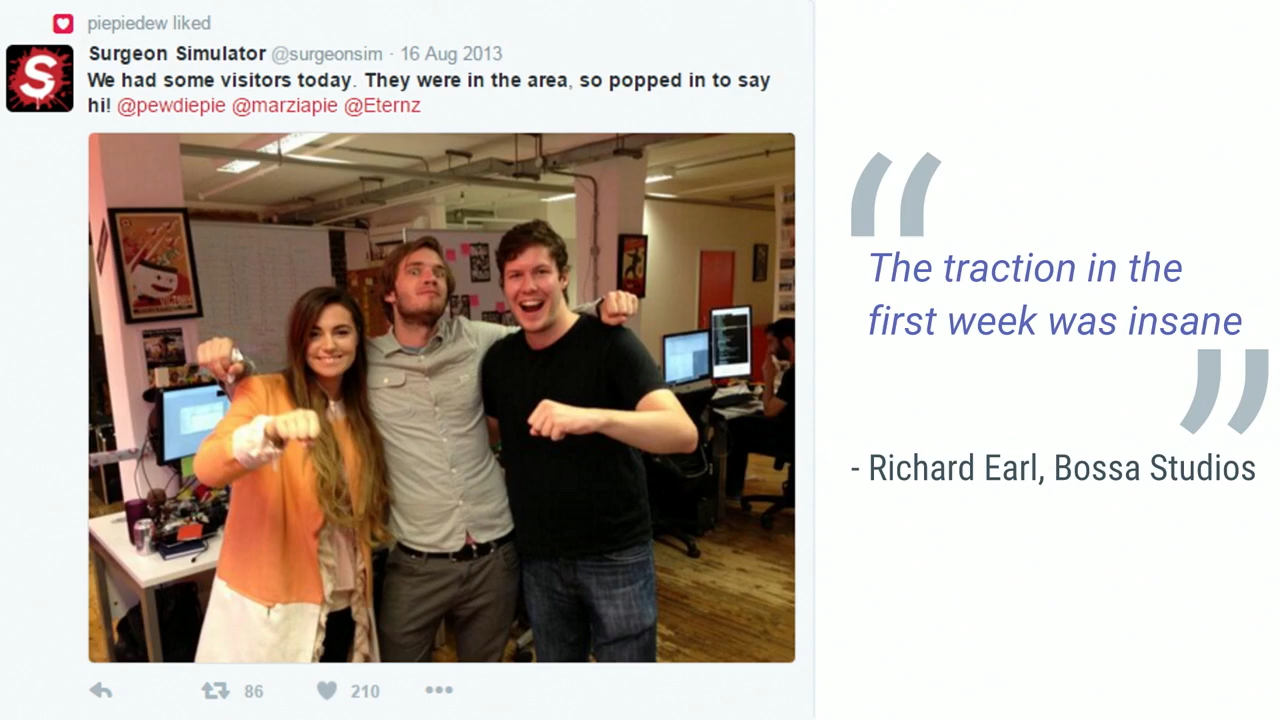 piepiedew liked
Surgeon Simulator @surgeonsim · 16 Aug 2013
We had some visitors today. They were in the area, so popped in to say
hi! @pewdiepie @marziapie @Eternz
S
86
210
“
The traction in the
first week was insane
”
- Richard Earl, Bossa Studios